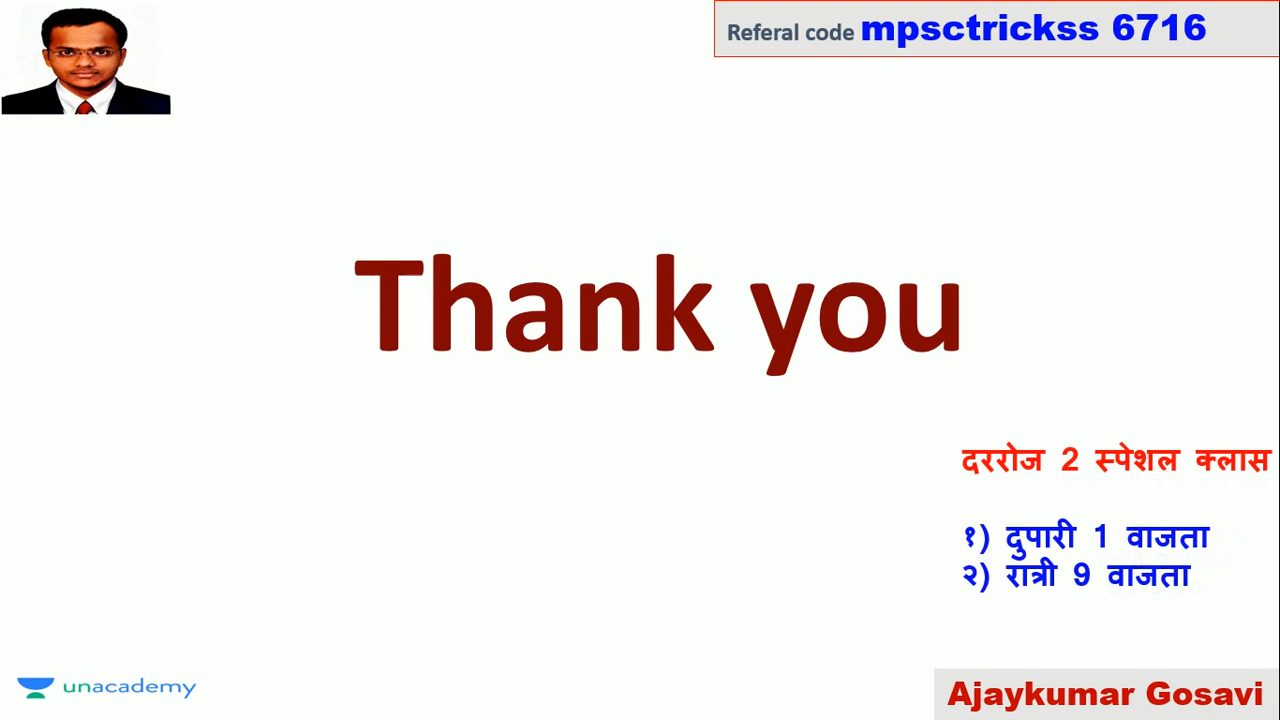 Referal code mpsctrickss 6716
Thank you
दररोज 2 स्पेशल क्लास
१) दुपारी 1 वाजता
२) रात्री 9 वाजता
unacademy
Ajaykumar Gosavi